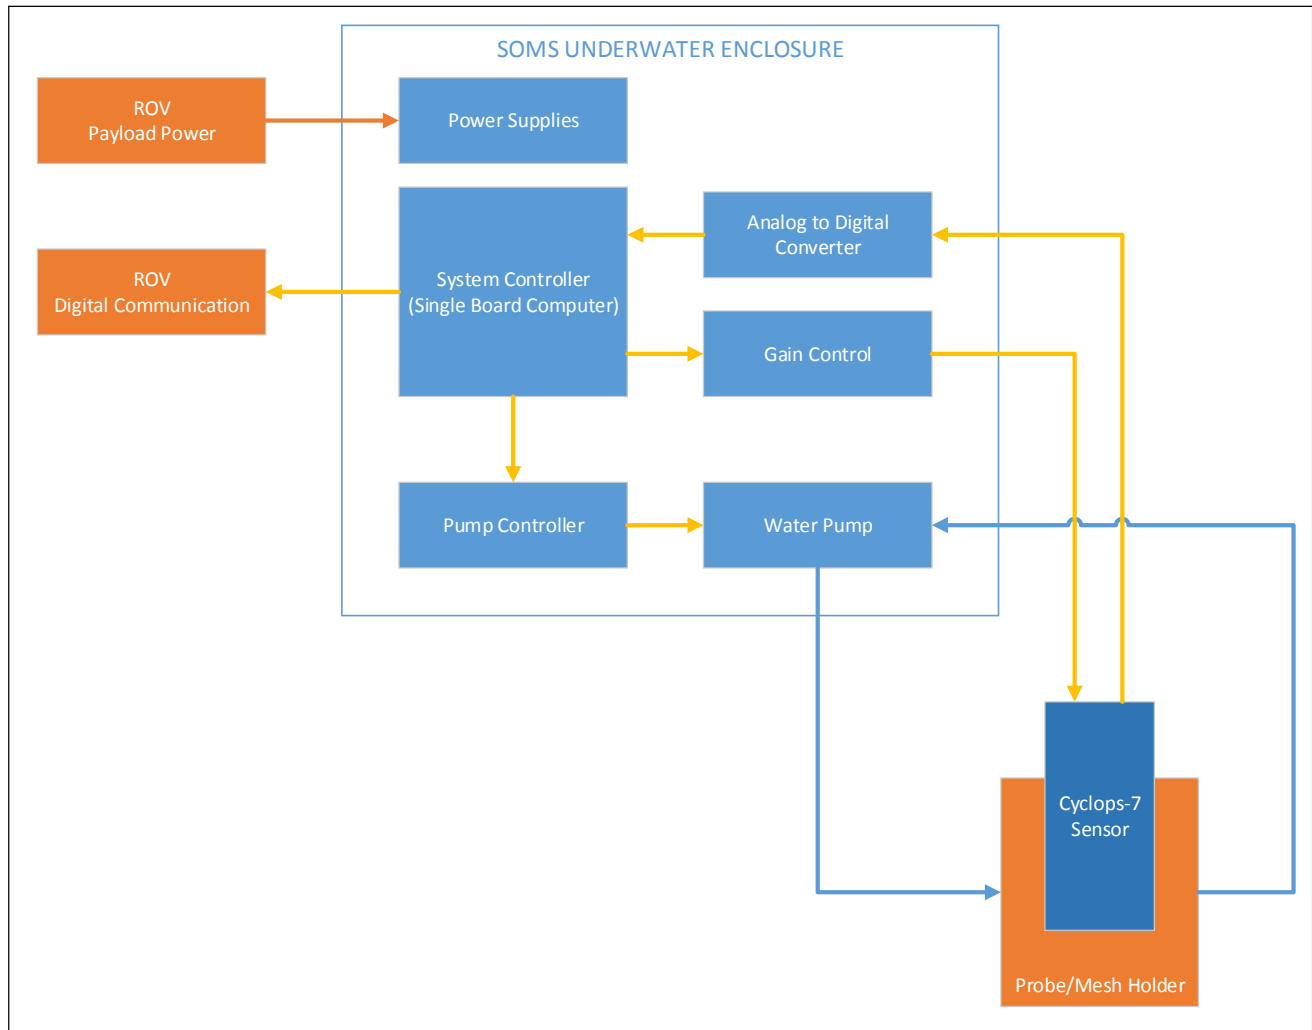 SOMS UNDERWATER ENCLOSURE
ROV
Payload Power
Power Supplies
ROV
Digital Communication
System Controller
(Single Board Computer)
Analog to Digital
Converter
Gain Control
Pump Controller
Water Pump
Cyclops-7
Sensor
Probe/Mesh Holder